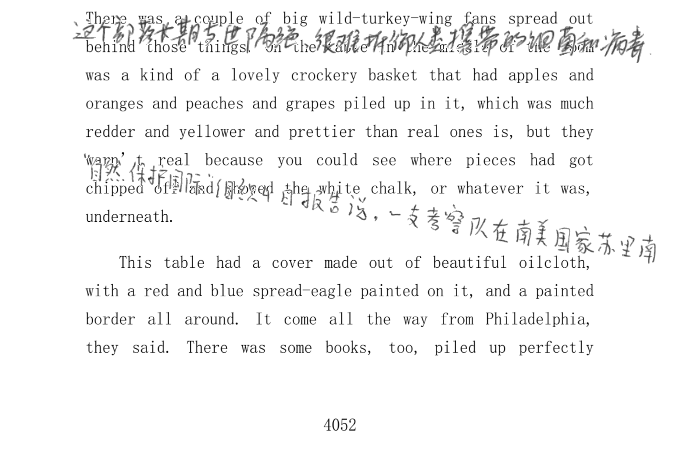 There was a couple of big wild-turkey-wing fans spread out
这个部落长期与世隔绝，很难抵御人类携带的细菌和病毒
behind those things. On the table in the middle of the room
was a kind of a lovely crockery basket that had apples and
oranges and peaches and grapes piled up in it, which was much
redder and yellower and prettier than real ones is, but they
warn't real because you could see where pieces had got
自然保护国际 日报告说，一支考察队在南美国家苏里南
chipped off and showed the white chalk, or whatever it was,
underneath.
This table had a cover made out of beautiful oilcloth,
with a red and blue spread-eagle painted on it, and a painted
border all around. It come all the way from Philadelphia,
they said. There was some books, too, piled up perfectly
4052